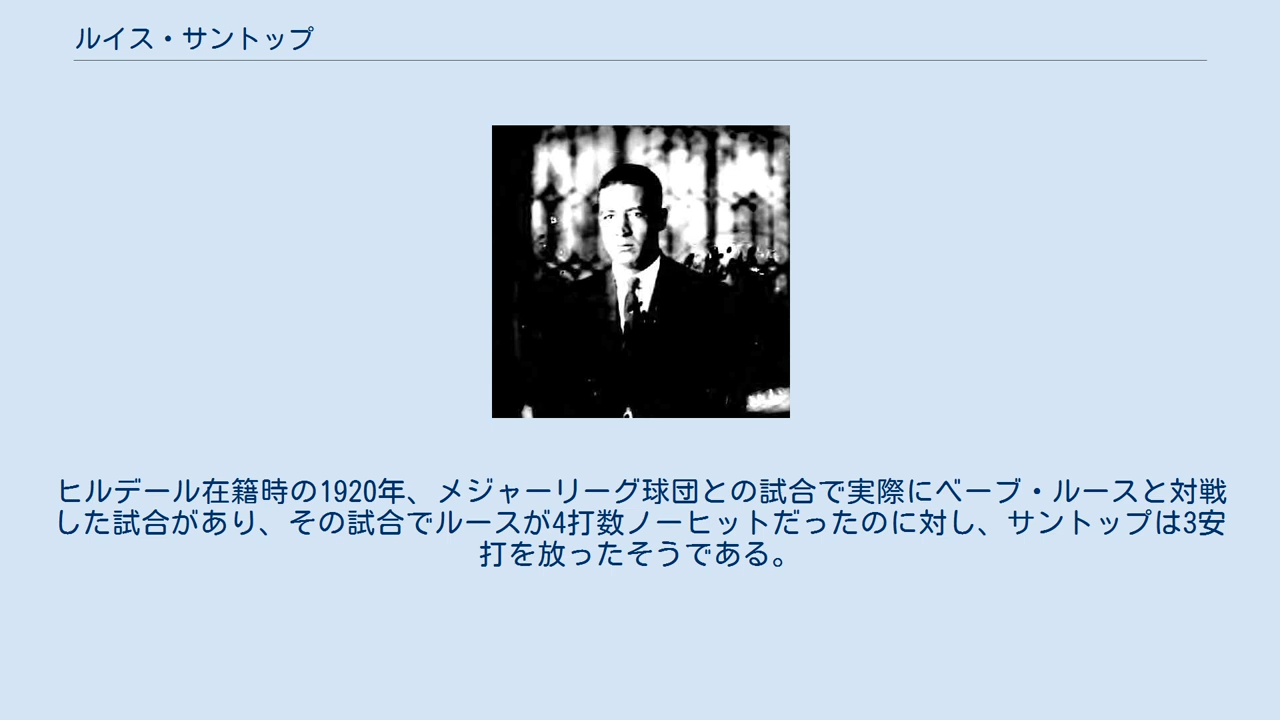 ルイス・サントップ
ヒルデール在籍時の1920年、メジャーリーグ球団との試合で実際にベーブ・ルースと対戦
した試合があり、その試合でルースが4打数ノーヒットだったのに対し、サントップは3安
打を放ったそうである。